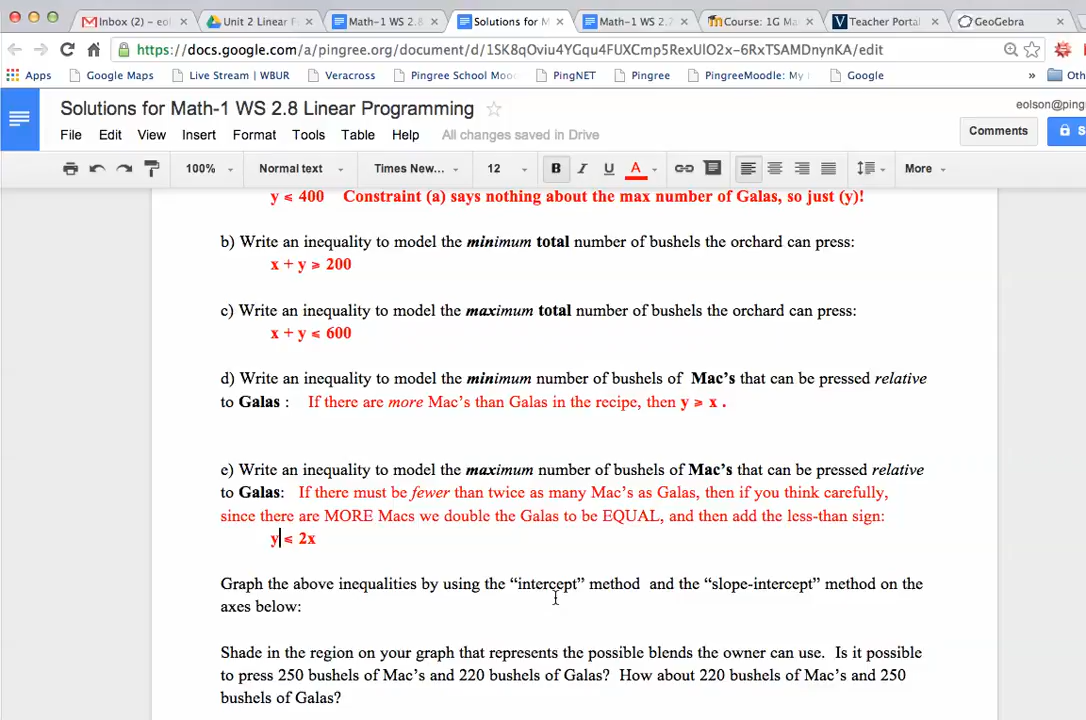 Inbox (2) – eol
Unit 2 Linear F
Math-1 WS 2.8
Solutions for M
Math-1 WS 2.
Course: 1G Ma
Teacher Portal
GeoGebra
https://docs.google.com/a/pingree.org/document/d/1SK8qOviu4YGqu4FUXCmp5RexUlO2x-6RxTSAMDnynKA/edit
Apps Google Maps Live Stream | WBUR Veracross Pingree School Moo... PingNET Pingree PingreeMoodle: My Google » Oth
Solutions for Math-1 WS 2.8 Linear Programming
eolson@ping
File Edit View Insert Format Tools Table Help All changes saved in Drive
Comments
S
100% Normal text Times New... 12 B I U A More
y ≤ 400 Constraint (a) says nothing about the max number of Galas, so just (y)!
b) Write an inequality to model the minimum total number of bushels the orchard can press:
x + y ≥ 200
c) Write an inequality to model the maximum total number of bushels the orchard can press:
x + y ≤ 600
d) Write an inequality to model the minimum number of bushels of Mac’s that can be pressed relative
to Galas : If there are more Mac’s than Galas in the recipe, then y ≥ x .
e) Write an inequality to model the maximum number of bushels of Mac’s that can be pressed relative
to Galas: If there must be fewer than twice as many Mac’s as Galas, then if you think carefully,
since there are MORE Macs we double the Galas to be EQUAL, and then add the less-than sign:
y ≤ 2x
Graph the above inequalities by using the “intercept” method and the “slope-intercept” method on the
axes below:
Shade in the region on your graph that represents the possible blends the owner can use. Is it possible
to press 250 bushels of Mac’s and 220 bushels of Galas? How about 220 bushels of Mac’s and 250
bushels of Galas?